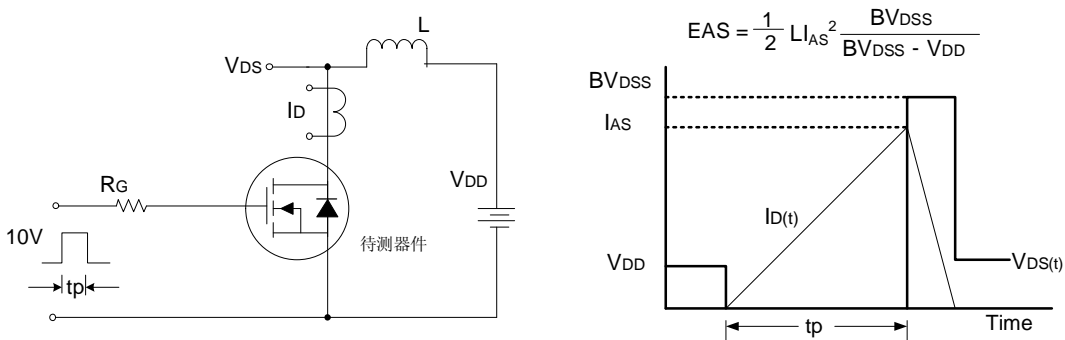 L
VDS
ID
RG
VDD
10V
tp
待测器件
EAS = 1/2 LIAS² BVDSS/(BVDSS - VDD)
BVDSS
IAS
ID(t)
VDD
VDS(t)
tp
Time